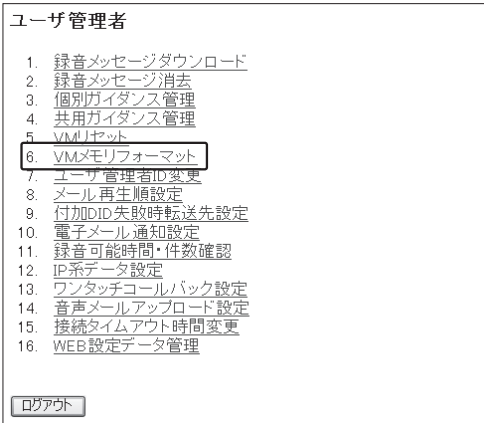 ユーザ管理者
1. 録音メッセージダウンロード
2. 録音メッセージ消去
3. 個別ガイダンス管理
4. 共用ガイダンス管理
5. VMリセット
6. VMメモリフォーマット
7. ユーザ管理者ID変更
8. メール再生順設定
9. 付加DID失敗時転送先設定
10. 電子メール通知設定
11. 録音可能時間・件数確認
12. IP系データ設定
13. ワンタッチコールバック設定
14. 音声メールアップロード設定
15. 接続タイムアウト時間変更
16. WEB設定データ管理
ログアウト